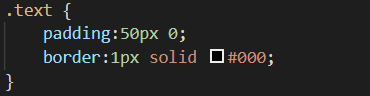 .text {
    padding:50px 0;
    border:1px solid #000;
}